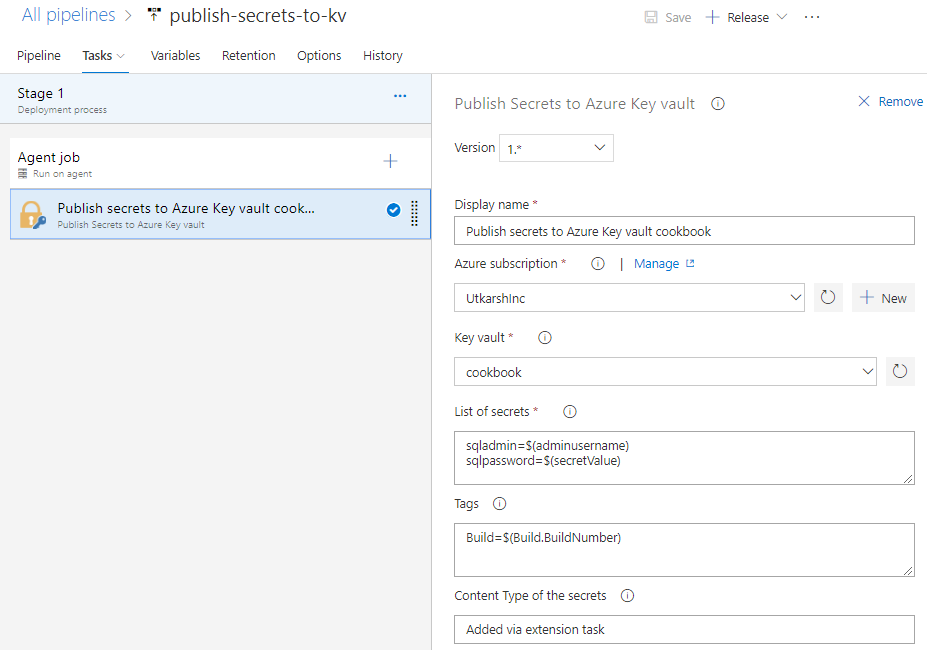 All pipelines > publish-secrets-to-kv
Save + Release ...
Pipeline Tasks Variables Retention Options History
Stage 1
Deployment process
...
Agent job
Run on agent
Publish secrets to Azure Key vault cook...
Publish Secrets to Azure Key vault
Publish Secrets to Azure Key vault
Remove
Version 1.*
Display name *
Publish secrets to Azure Key vault cookbook
Azure subscription * | Manage
UtkarshInc
+ New
Key vault *
cookbook
List of secrets *
sqladmin=$(adminusername)
sqlpassword=$(secretValue)
Tags
Build=$(Build.BuildNumber)
Content Type of the secrets
Added via extension task